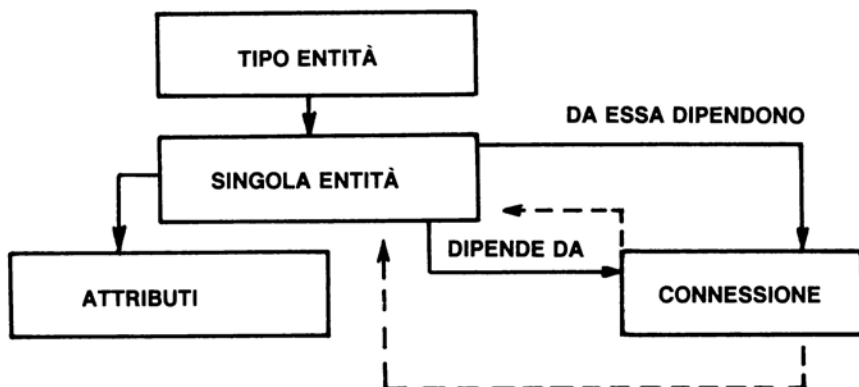 TIPO ENTITÀ
DA ESSA DIPENDONO
SINGOLA ENTITÀ
DIPENDE DA
ATTRIBUTI
CONNESSIONE